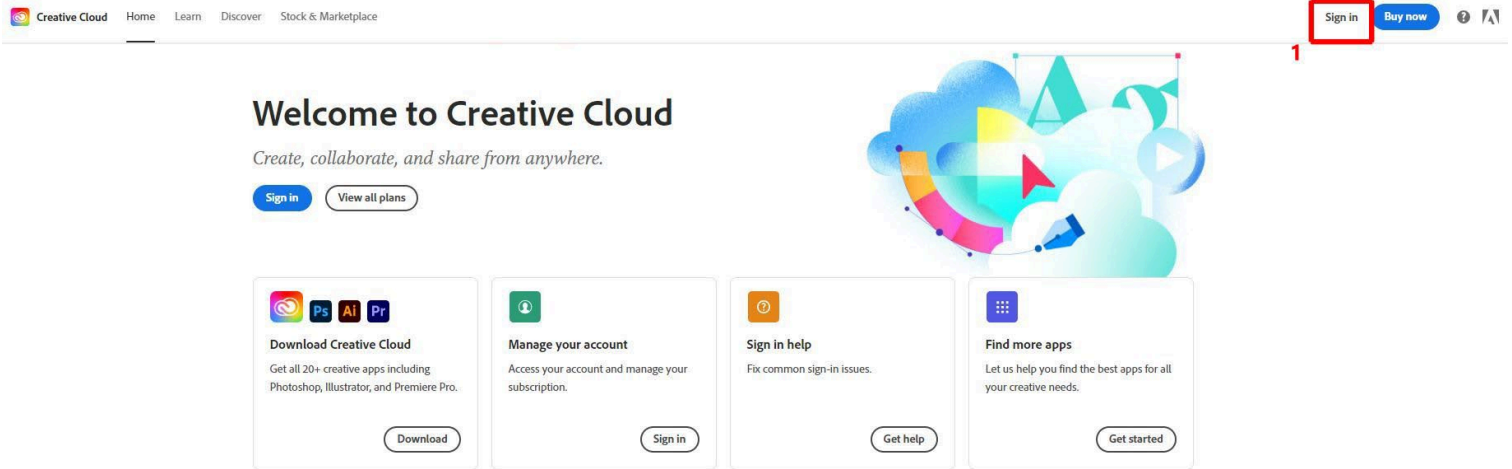 Creative Cloud Home Learn Discover Stock & Marketplace Sign in Buy now ?
1
Welcome to Creative Cloud
Create, collaborate, and share from anywhere.
Sign in View all plans
Ps Ai Pr
?
Download Creative Cloud
Get all 20+ creative apps including
Photoshop, Illustrator, and Premiere Pro.
Download
Manage your account
Access your account and manage your
subscription.
Sign in
Sign in help
Fix common sign-in issues.
Get help
Find more apps
Let us help you find the best apps for all
your creative needs.
Get started